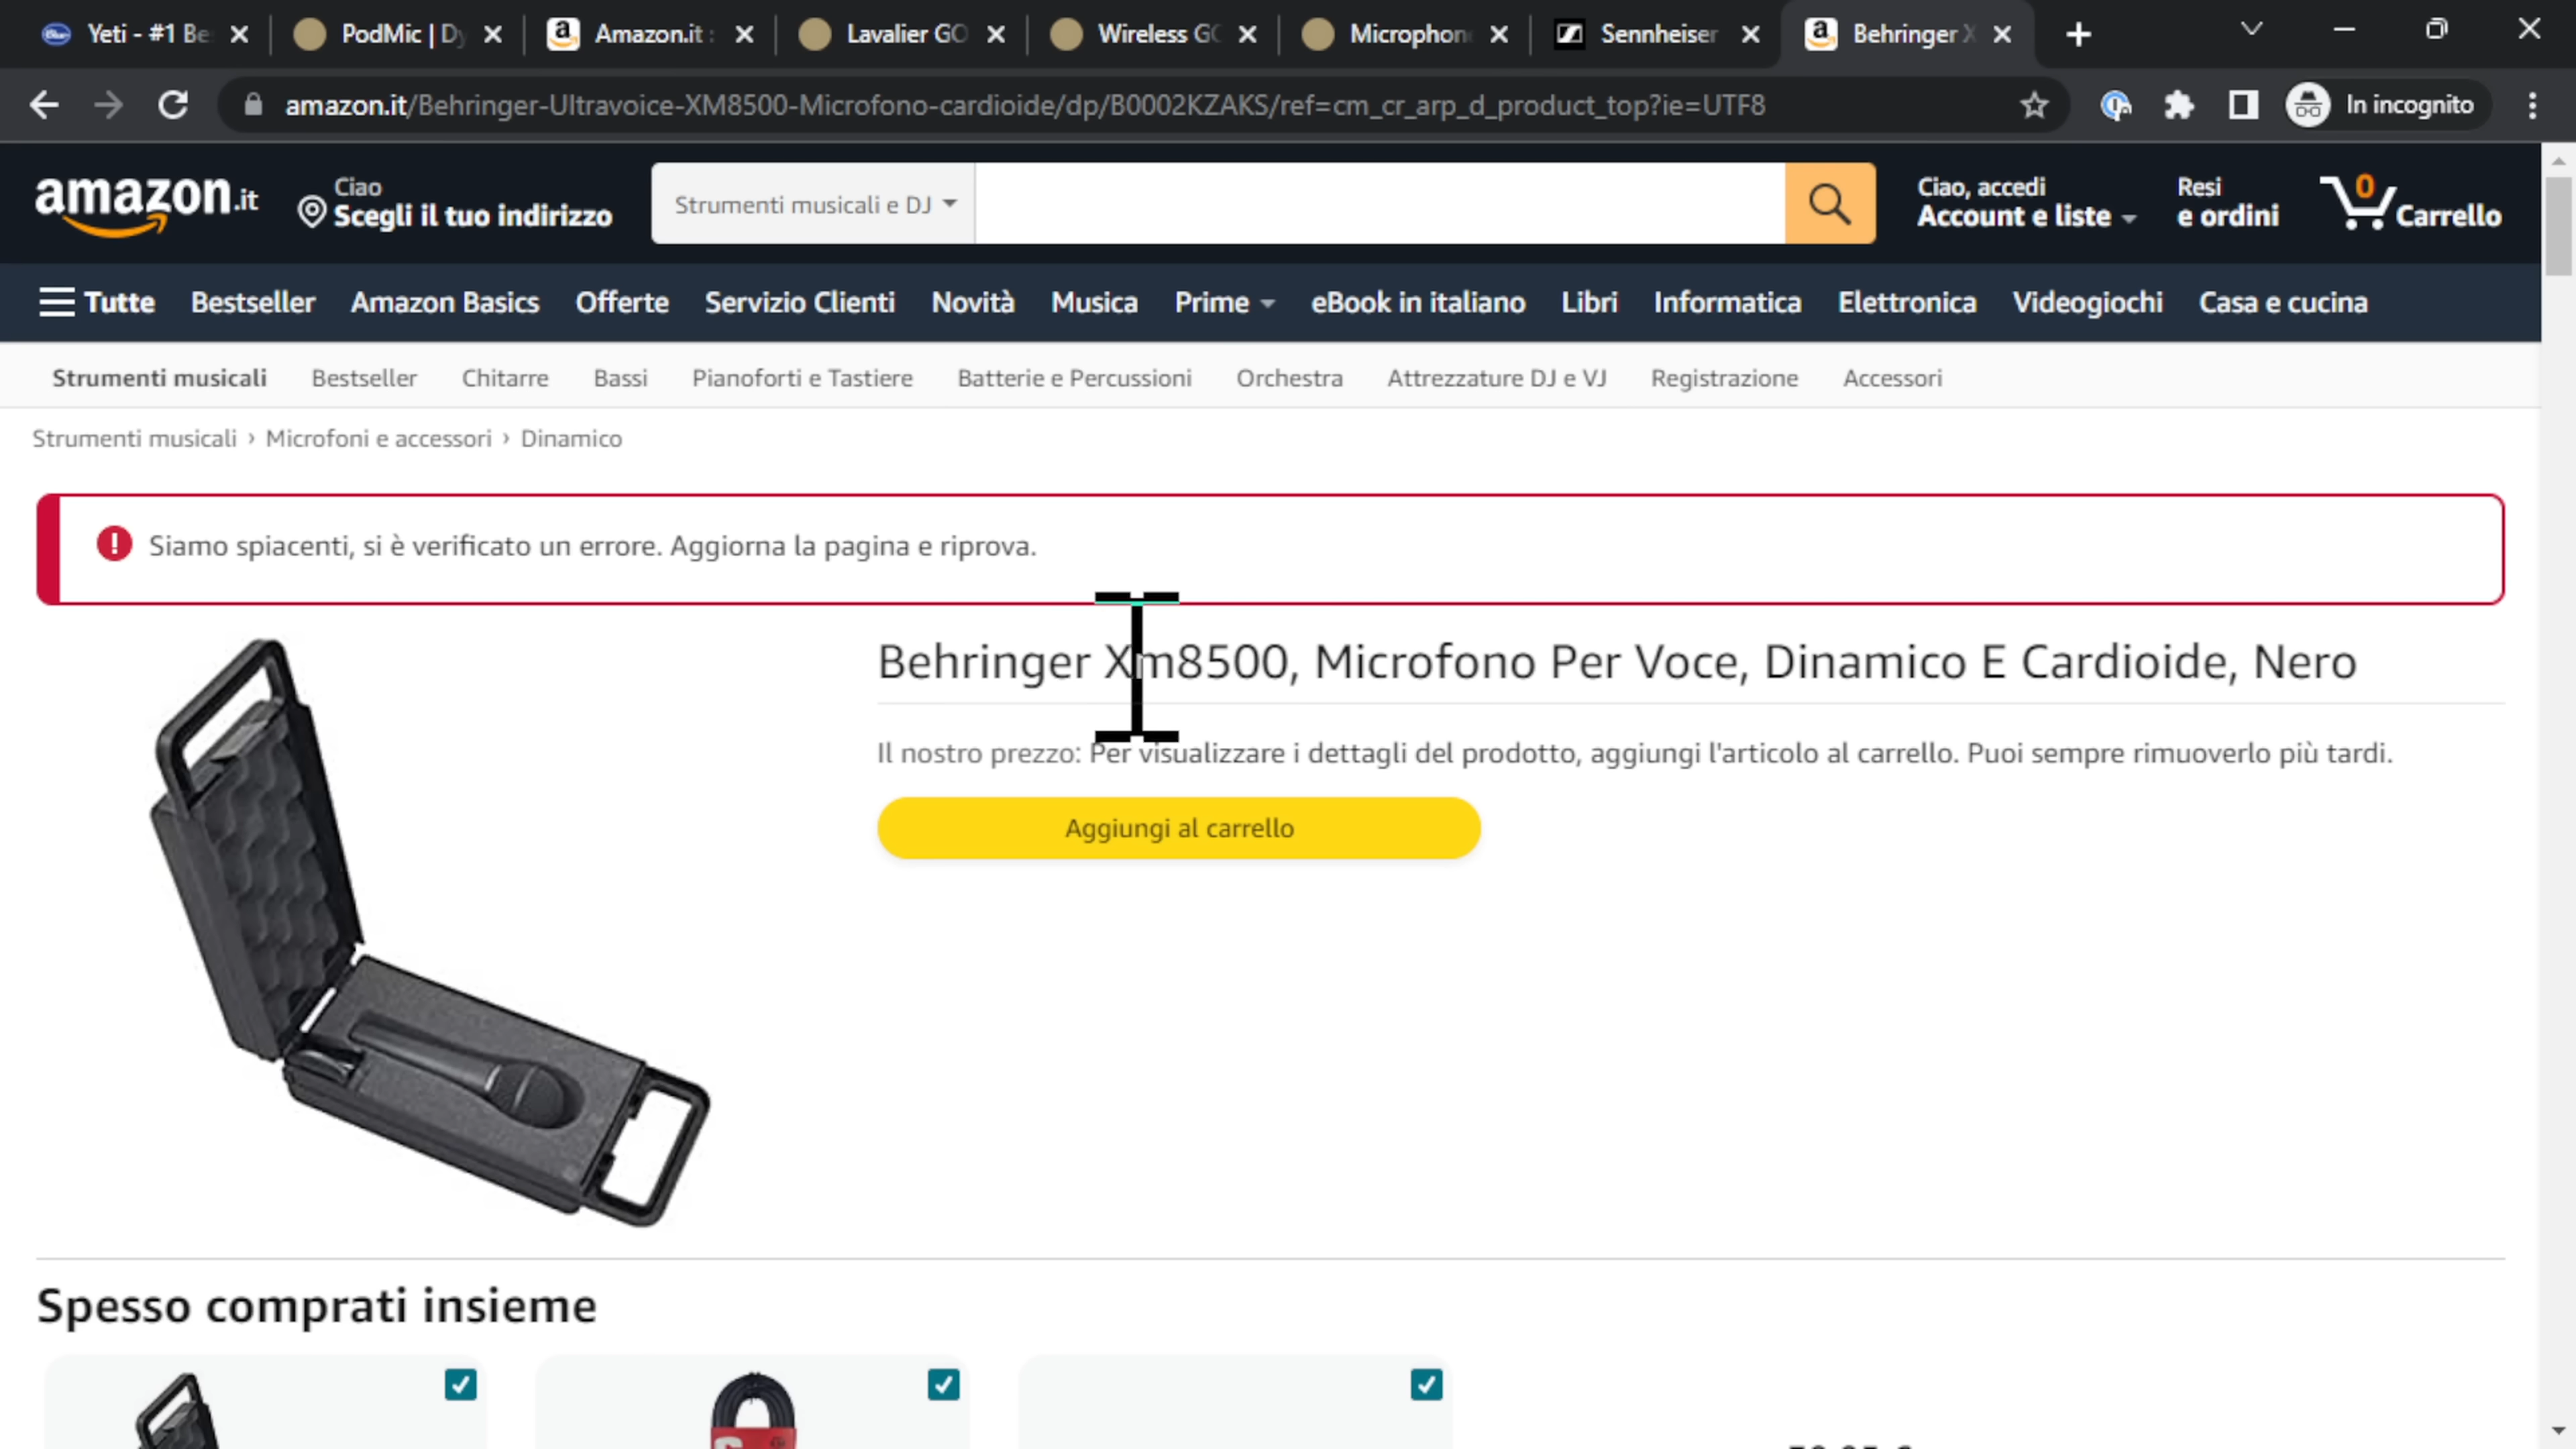 Yeti - #1 Be
PodMic | Dy
Amazon.it :
Lavalier GO
Wireless GO
Microphone
Sennheiser
Behringer X
amazon.it/Behringer-Ultravoice-XM8500-Microfono-cardioide/dp/B0002KZAKS/ref=cm_cr_arp_d_product_top?ie=UTF8
In incognito
amazon.it
Ciao
Scegli il tuo indirizzo
Strumenti musicali e DJ
Ciao, accedi
Account e liste
Resi
e ordini
0
Carrello
Tutte Bestseller Amazon Basics Offerte Servizio Clienti Novità Musica Prime eBook in italiano Libri Informatica Elettronica Videogiochi Casa e cucina
Strumenti musicali Bestseller Chitarre Bassi Pianoforti e Tastiere Batterie e Percussioni Orchestra Attrezzature DJ e VJ Registrazione Accessori
Strumenti musicali › Microfoni e accessori › Dinamico
Siamo spiacenti, si è verificato un errore. Aggiorna la pagina e riprova.
Behringer Xm8500, Microfono Per Voce, Dinamico E Cardioide, Nero
Il nostro prezzo: Per visualizzare i dettagli del prodotto, aggiungi l'articolo al carrello. Puoi sempre rimuoverlo più tardi.
Aggiungi al carrello
Spesso comprati insieme